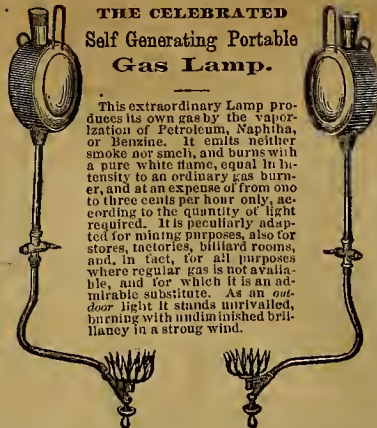 THE CELEBRATED
Self Generating Portable
Gas Lamp.
This extraordinary Lamp pro-
duces its own gas by the vapor-
ization of Petroleum, Naphtha,
or Benzine. It emits neither
smoke nor smell, and burns with
a pure white flame, equal in in-
tensity to an ordinary gas burn-
er, and at an expense of from one
to three cents per hour only, ac-
cording to the quantity of light
required. It is peculiarly adap-
ted for mining purposes, also for
stores, factories, billiard rooms,
and, in fact, for all purposes
where regular gas is not availa-
ble, and for which it is an ad-
mirable substitute. As an out-
door light it stands unrivalled,
burning with undiminished bril-
liancy in a strong wind.